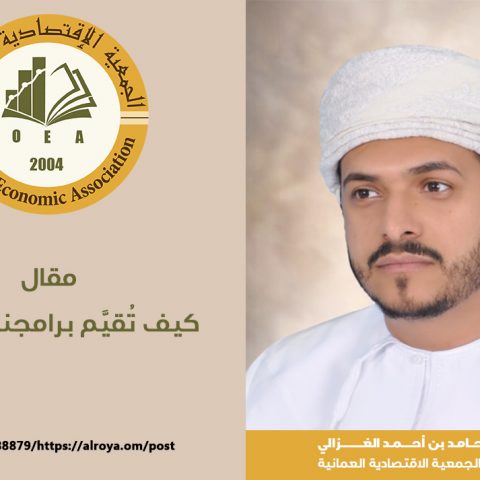 الجمعية الإقتصادية
O E A
2004
Economic Association
مقال
كيف تُقيَّم
88879/https://alroya.om/post
حامد بن أحمد الغزالي
الجمعية الاقتصادية العمانية